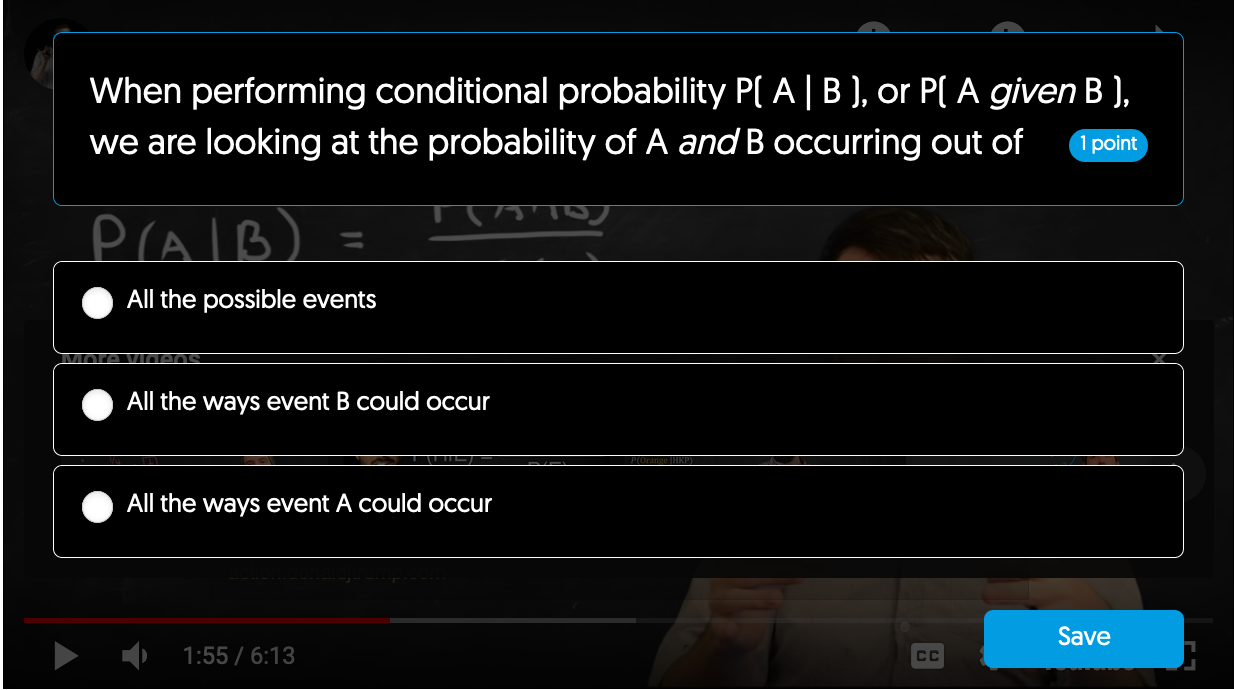 When performing conditional probability P( A | B ), or P( A given B ),
we are looking at the probability of A and B occurring out of
1 point
P(A|B) = P(A∩B)
All the possible events
More videos
All the ways event B could occur
P(H|E) =
P(Orange |HKP)
All the ways event A could occur
1:55 / 6:13
CC
Save